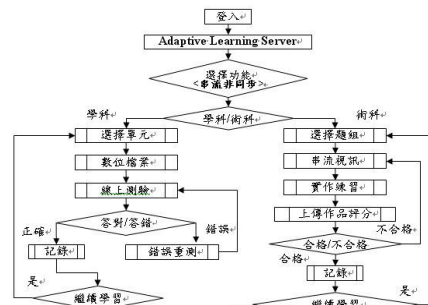 登入
Adaptive Learning Server
選擇功能
<串流非同步>
學科
學科/術科
術科
選擇單元
選擇題組
數位檔案
串流視訊
線上測驗
實作練習
正確
答對/答錯
錯誤
上傳作品評分
不合格
記錄
錯誤重測
合格/不合格
合格
是
記錄
是
繼續學習
繼續學習